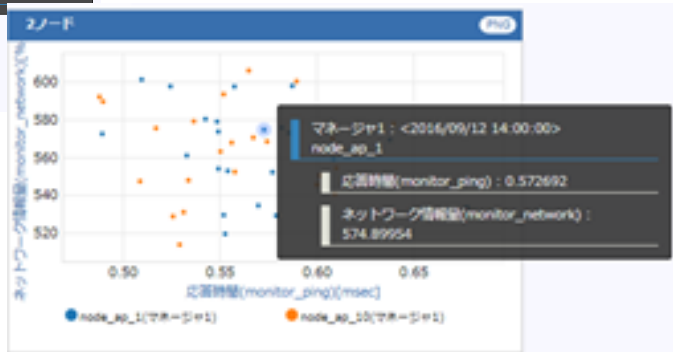 2ノード
PNG
ネットワーク情報量(monitor_network)[%
600
580
560
540
520
0.50
0.55
0.60
0.65
応答時間(monitor_ping)[msec]
node_ap_1(マネージャ1)
node_ap_10(マネージャ1)
マネージャ1 : <2016/09/12 14:00:00>
node_ap_1
応答時間(monitor_ping) : 0.572692
ネットワーク情報量(monitor_network) :
574.89954